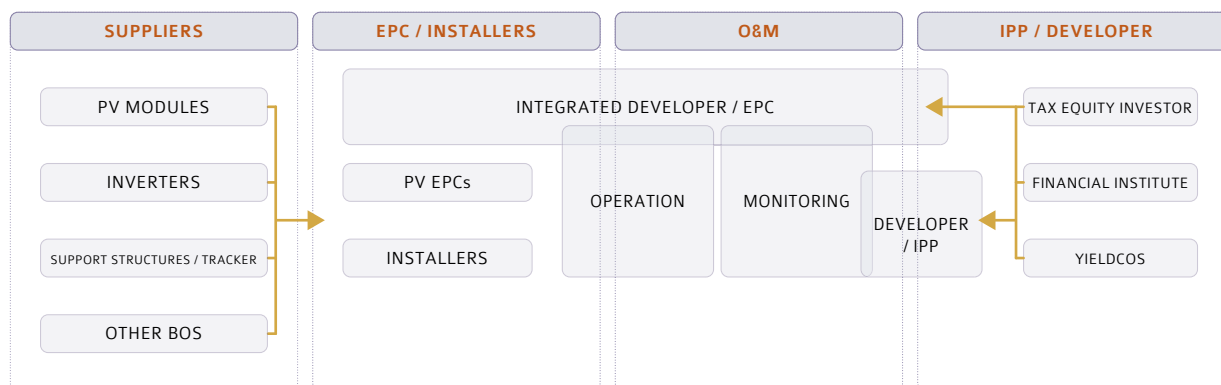 SUPPLIERS
EPC / INSTALLERS
O&M
IPP / DEVELOPER
PV MODULES
INVERTERS
SUPPORT STRUCTURES / TRACKER
OTHER BOS
INTEGRATED DEVELOPER / EPC
PV EPCs
INSTALLERS
OPERATION
MONITORING
DEVELOPER
/ IPP
TAX EQUITY INVESTOR
FINANCIAL INSTITUTE
YIELDCOS